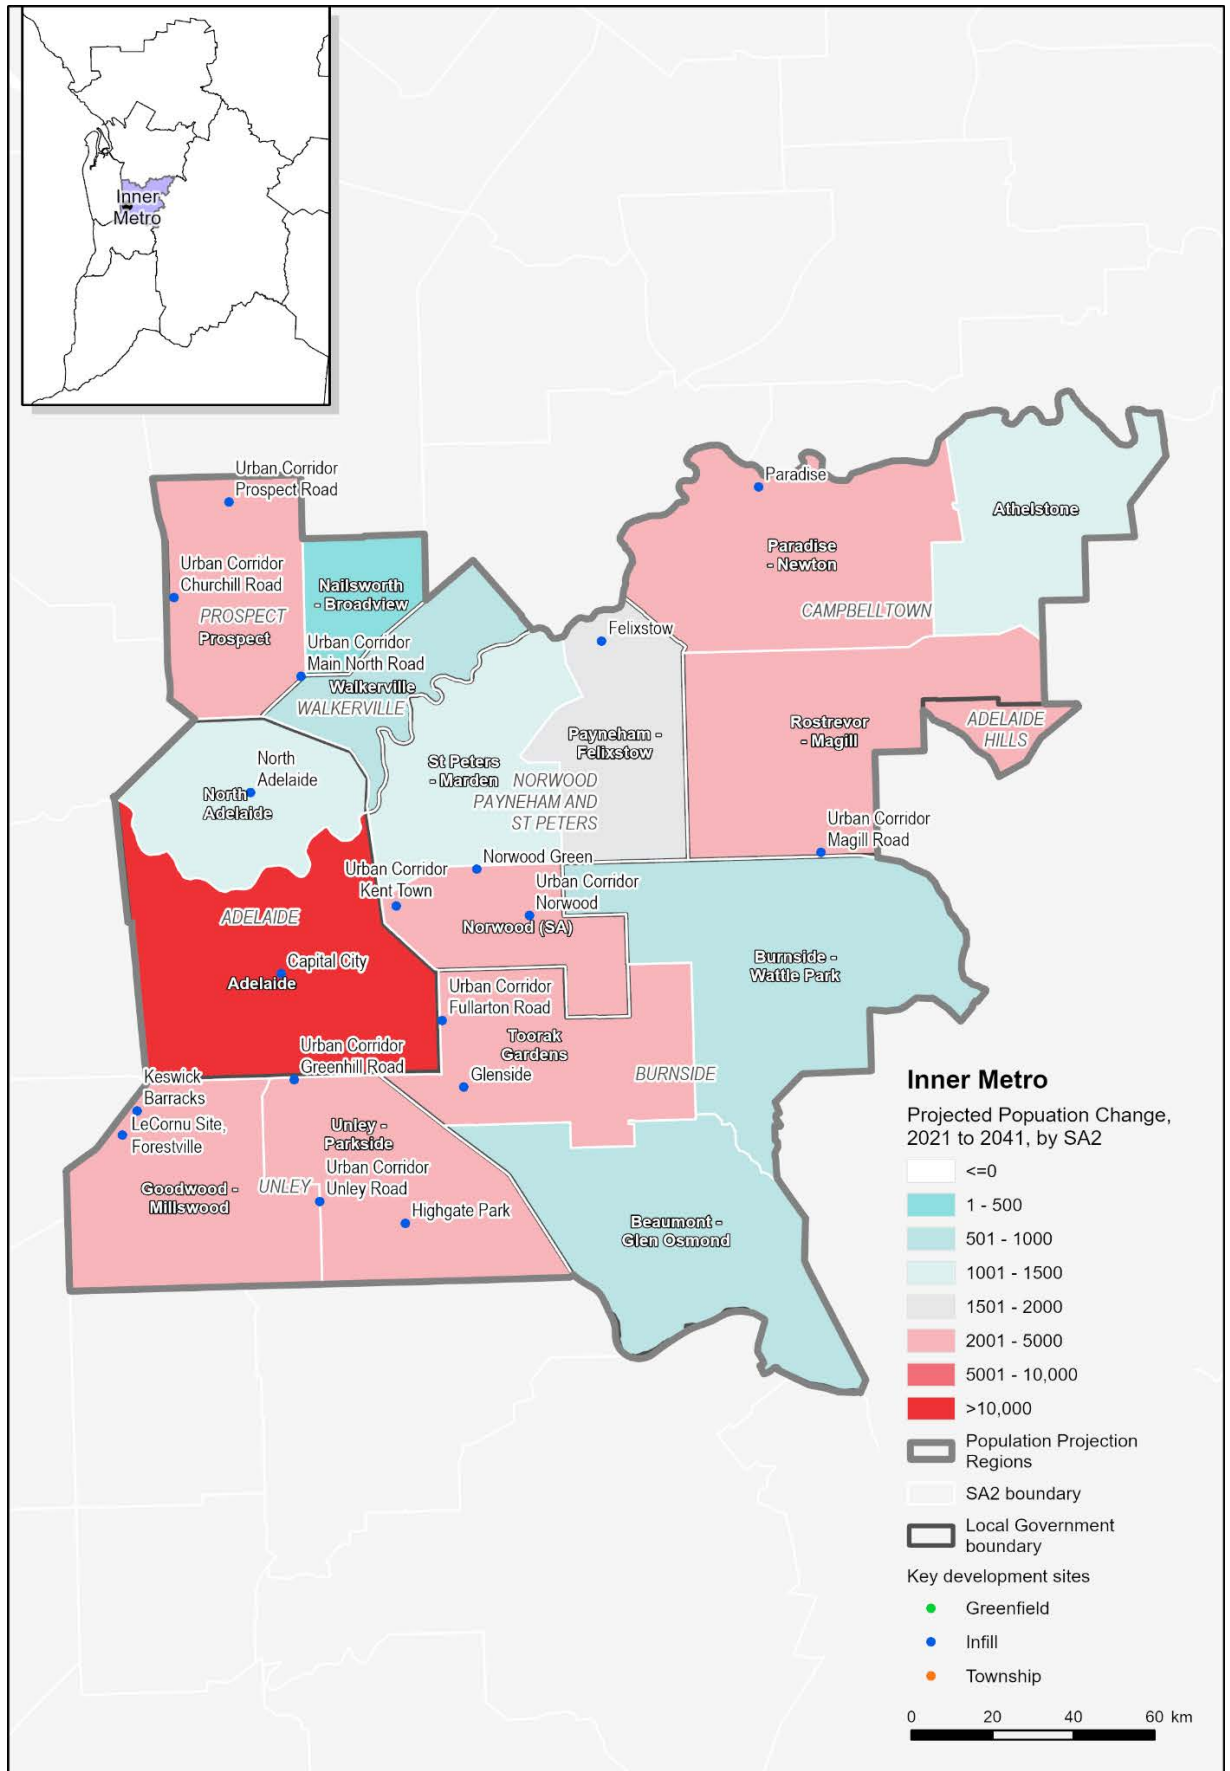 Inner
Metro
Urban Corridor
Prospect Road
Paradise
Athelstone
Paradise
- Newton
Urban Corridor
Churchill Road
Nailsworth
- Broadview
PROSPECT
Prospect
CAMPBELLTOWN
Urban Corridor
Main North Road
Felixstow
Walkerville
WALKERVILLE
Rostrevor
- Magill
ADELAIDE
HILLS
Payneham -
Felixstow
St Peters
- Marden
NORWOOD
PAYNEHAM AND
ST PETERS
North
Adelaide
North
Adelaide
Urban Corridor
Magill Road
Norwood Green
Urban Corridor
Kent Town
Urban Corridor
Norwood
Norwood (SA)
ADELAIDE
Capital City
Adelaide
Burnside -
Wattle Park
Urban Corridor
Fullarton Road
Toorak
Gardens
Urban Corridor
Greenhill Road
Glenside
BURNSIDE
Keswick
Barracks
LeCornu Site,
Forestville
Unley -
Parkside
Urban Corridor
Unley Road
UNLEY
Goodwood -
Millswood
Highgate Park
Beaumont -
Glen Osmond
Inner Metro
Projected Popuation Change,
2021 to 2041, by SA2
<=0
1 - 500
501 - 1000
1001 - 1500
1501 - 2000
2001 - 5000
5001 - 10,000
>10,000
Population Projection
Regions
SA2 boundary
Local Government
boundary
Key development sites
Greenfield
Infill
Township
0 20 40 60 km